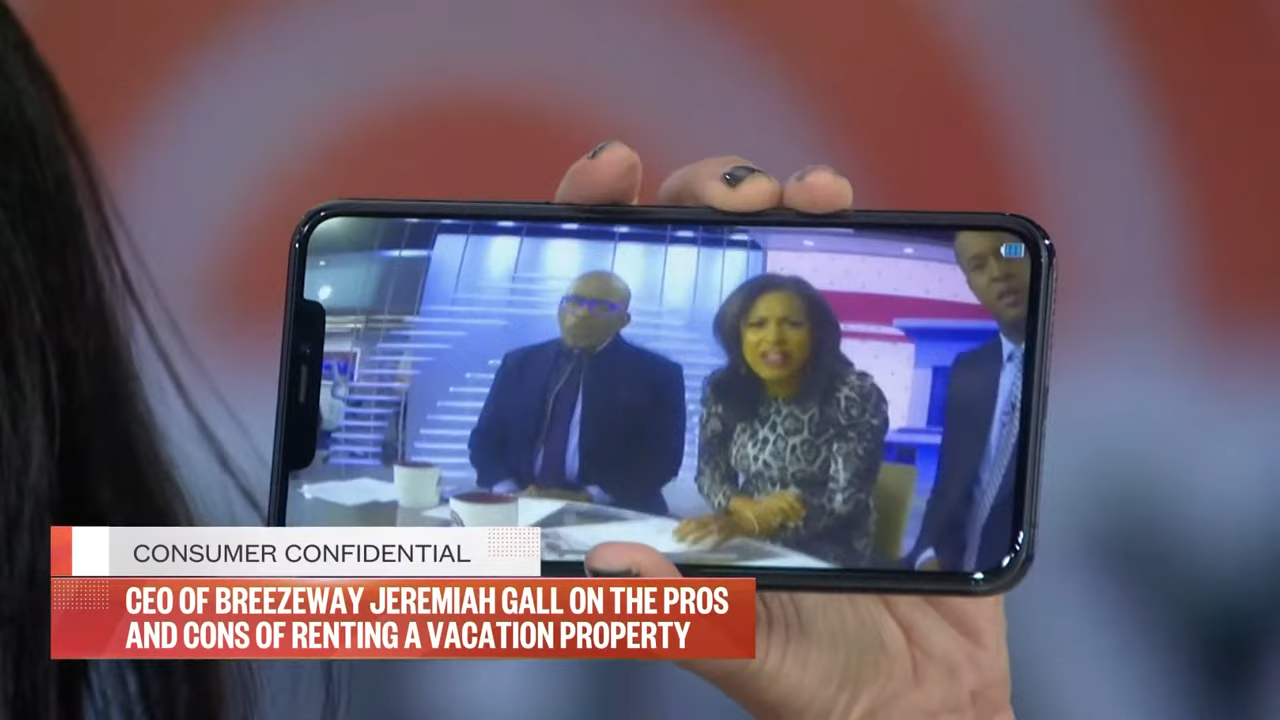 CONSUMER CONFIDENTIAL
CEO OF BREEZEWAY JEREMIAH GALL ON THE PROS
AND CONS OF RENTING A VACATION PROPERTY